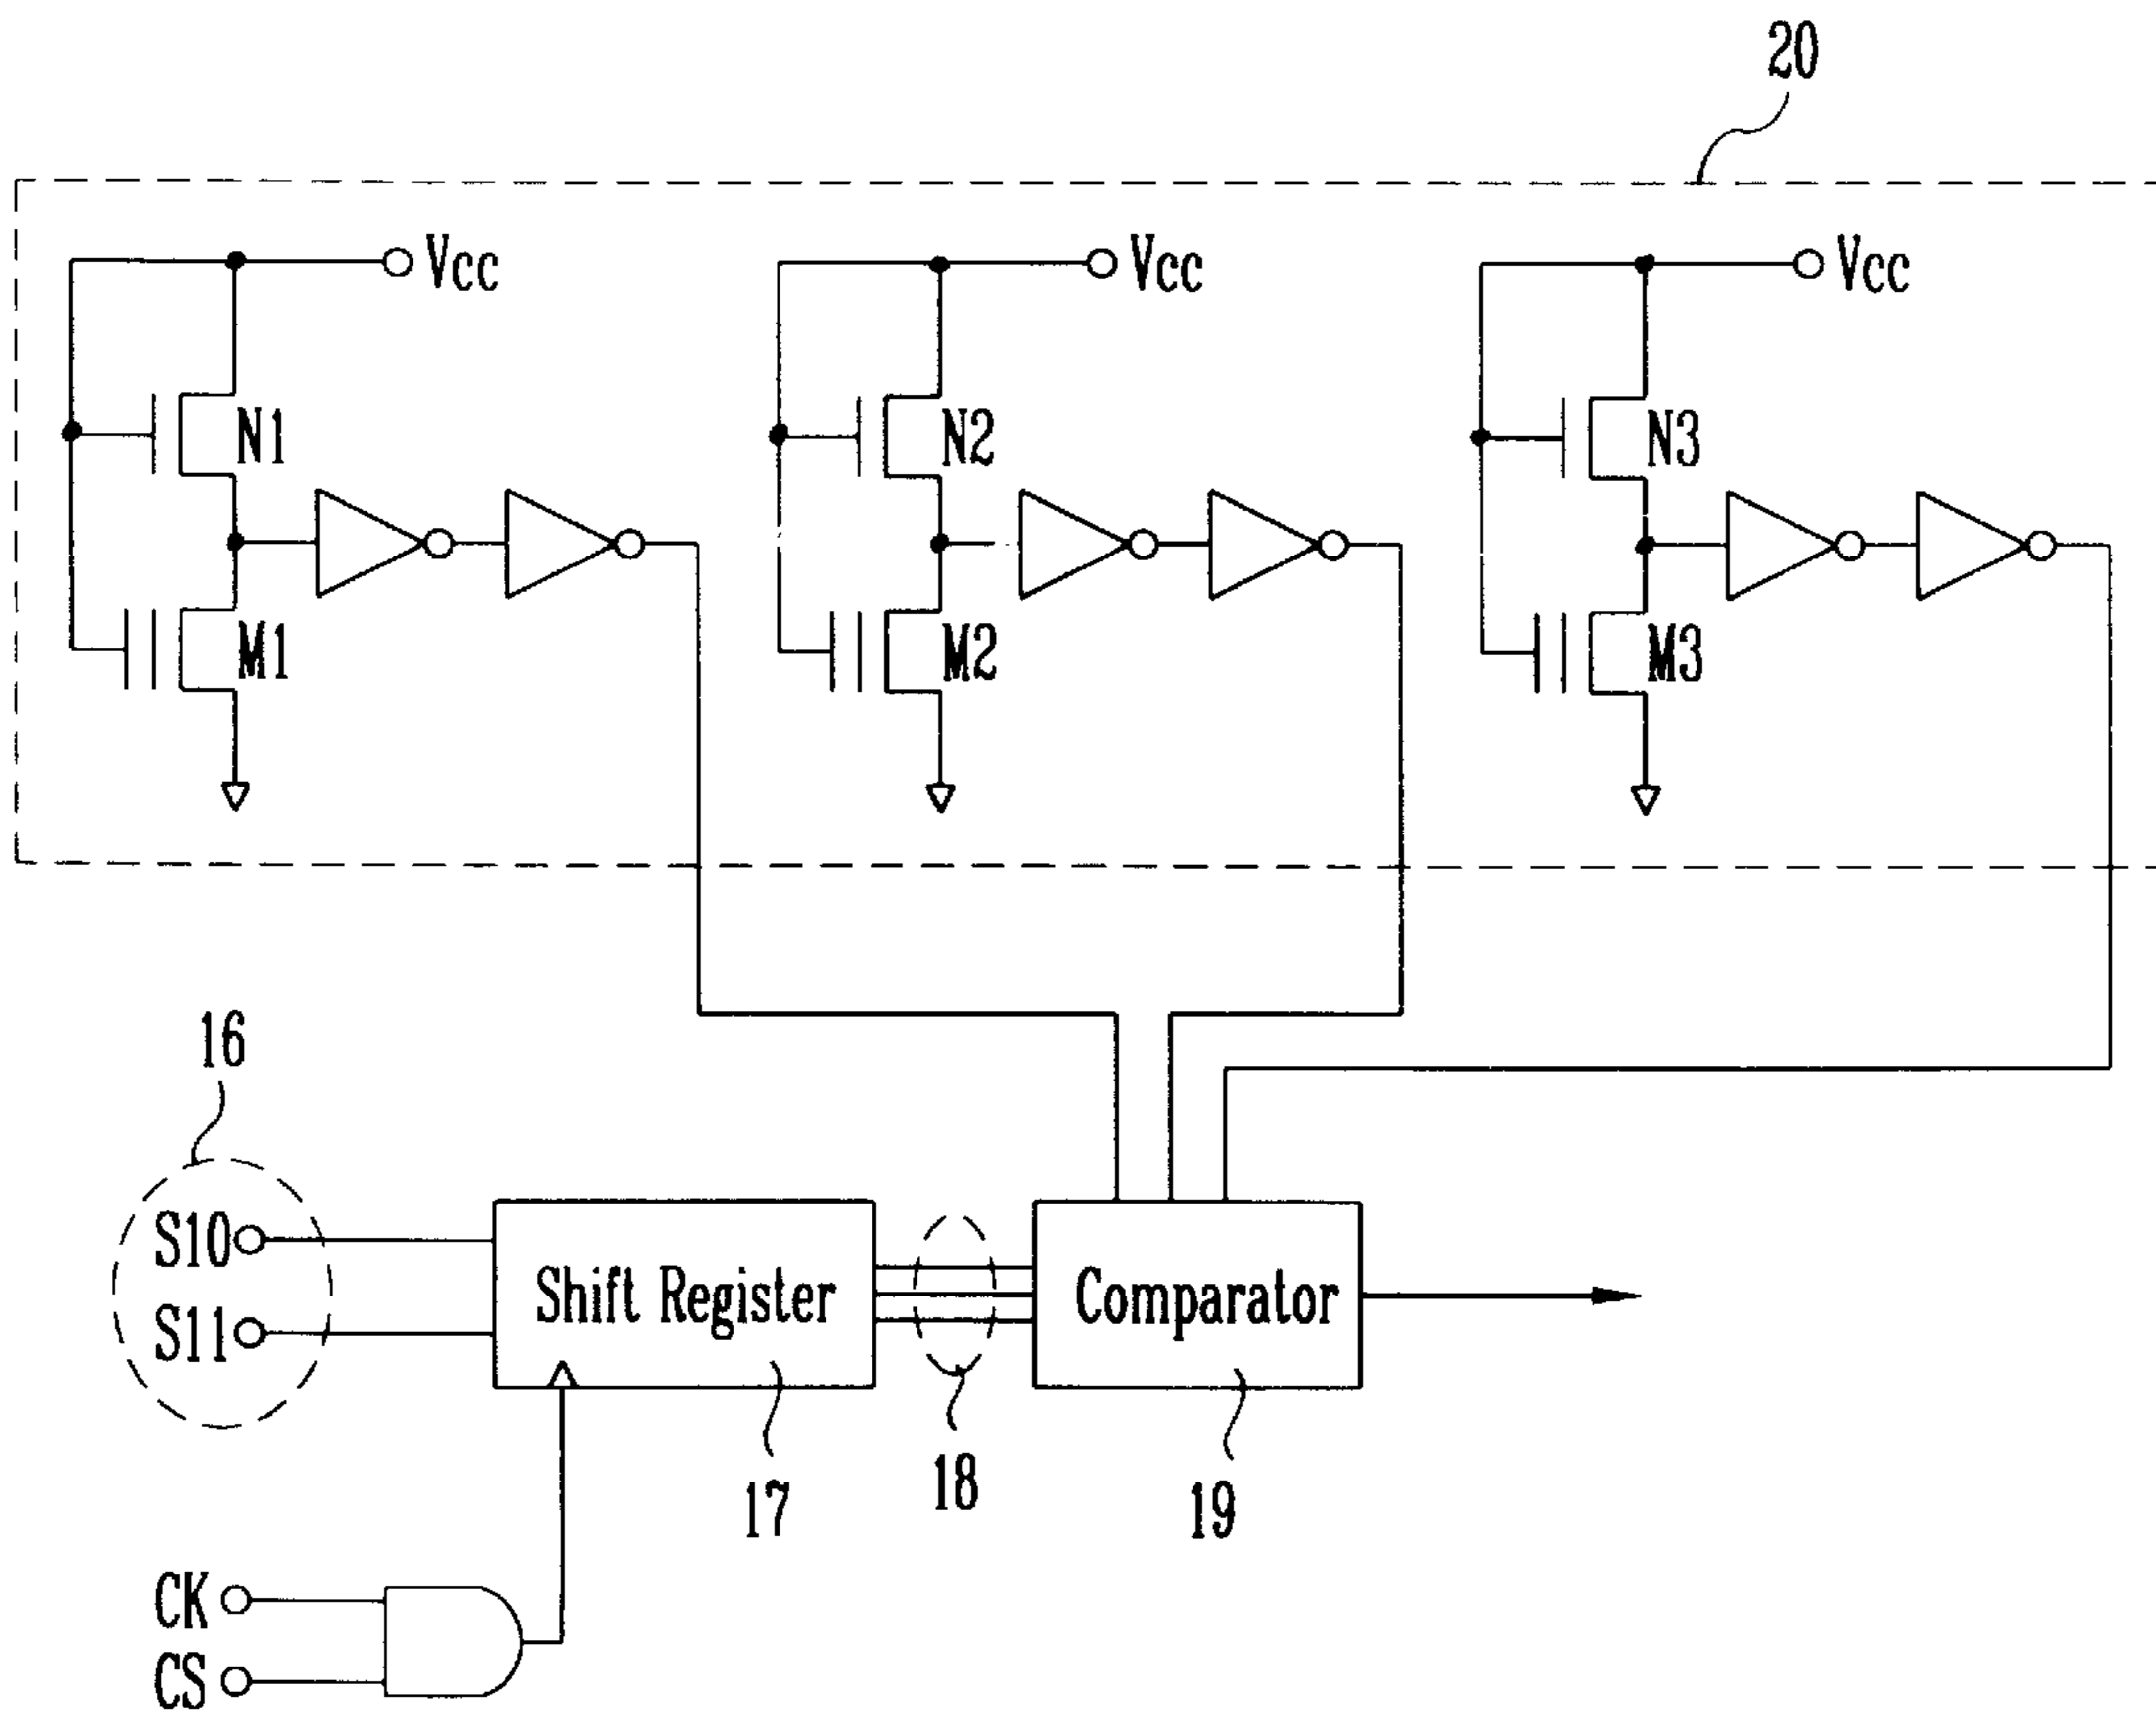 20
Vcc
Vcc
Vcc
N1
N2
N3
M1
M2
M3
16
S10
S11
Shift Register
Comparator
17
18
19
CK
CS